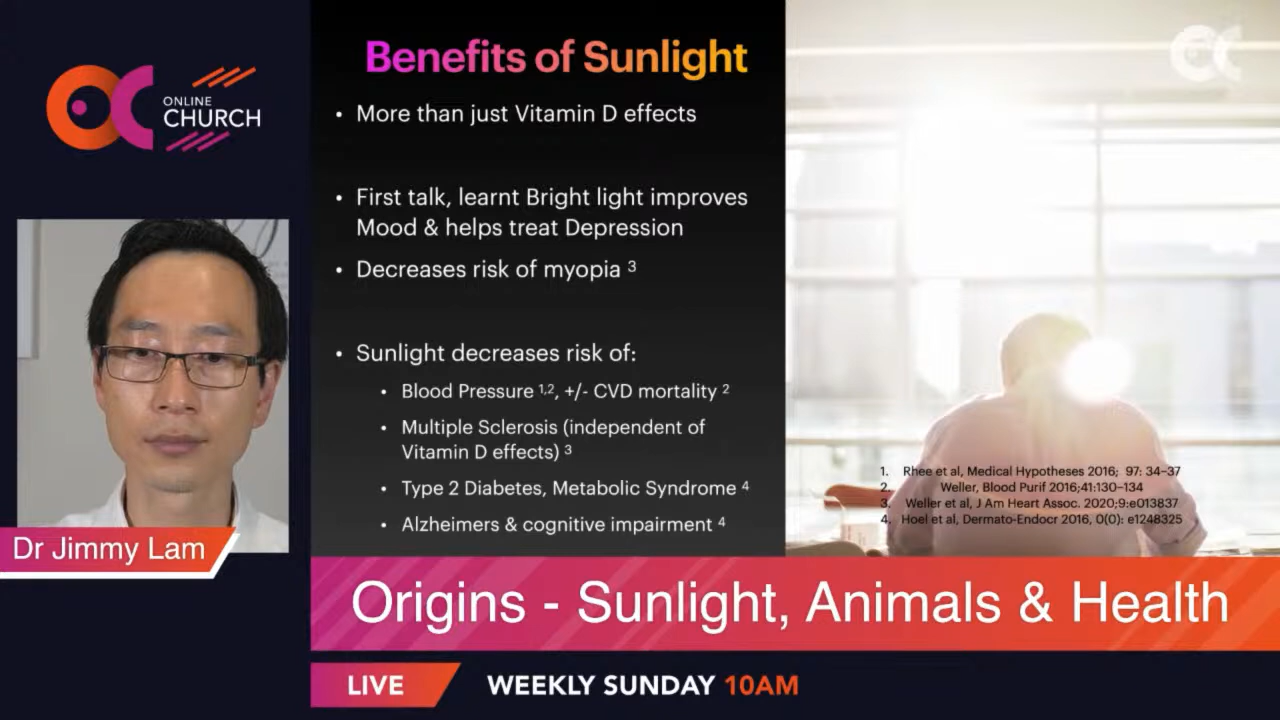 OC
ONLINE
CHURCH
Dr Jimmy Lam
Benefits of Sunlight
• More than just Vitamin D effects
• First talk, learnt Bright light improves
Mood & helps treat Depression
• Decreases risk of myopia ³
• Sunlight decreases risk of:
• Blood Pressure ¹,², +/- CVD mortality ²
• Multiple Sclerosis (independent of
Vitamin D effects) ³
• Type 2 Diabetes, Metabolic Syndrome ⁴
• Alzheimers & cognitive impairment ⁴
OC
1. Rhee et al, Medical Hypotheses 2016; 97: 34–37
2. Weller, Blood Purif 2016;41:130–134
3. Weller et al, J Am Heart Assoc. 2020;9:e013837
4. Hoel et al, Dermato-Endocr 2016, 0(0): e1248325
Origins - Sunlight, Animals & Health
LIVE WEEKLY SUNDAY 10AM